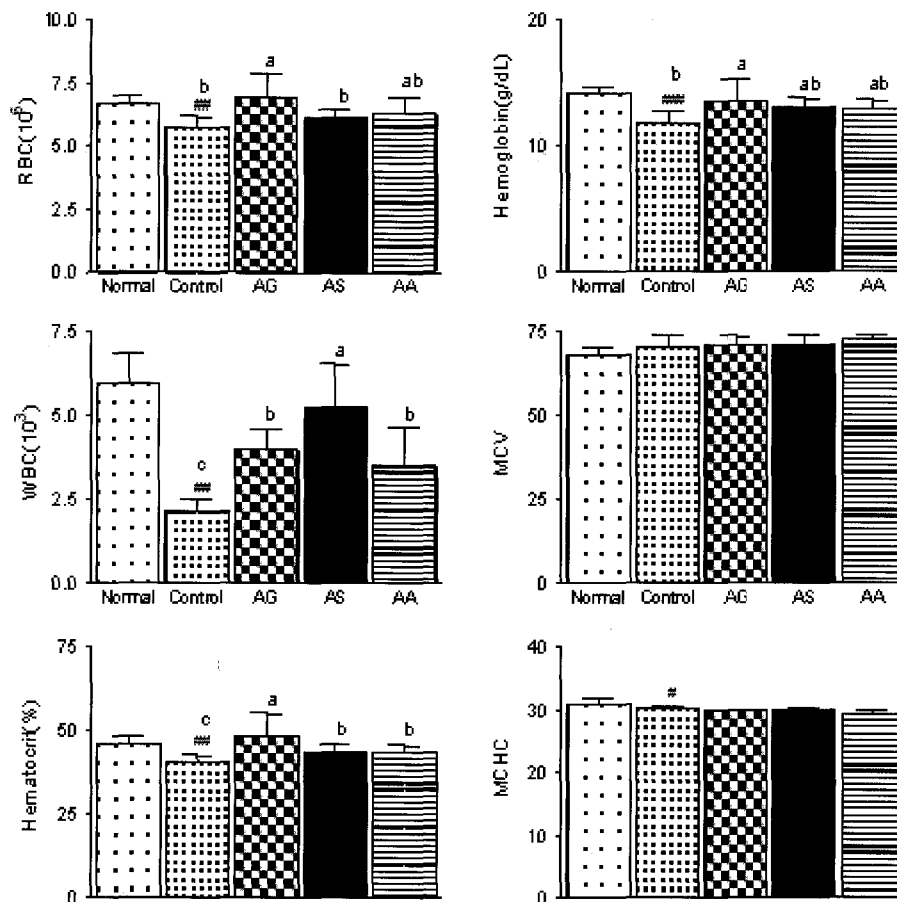 RBC(10⁶)
10.0
7.5
5.0
2.5
0.0
b
##
a
b
ab
Normal Control AG AS AA
Hemoglobin(g/dL)
20
10
0
b
##
a
ab
ab
Normal Control AG AS AA
WBC(10³)
7.5
5.0
2.5
0.0
c
##
b
a
b
Normal Control AG AS AA
MCV
75
50
25
0
Normal Control AG AS AA
Hematocrit(%)
75
50
25
0
c
##
a
b
b
MCHC
40
30
20
10
0
#